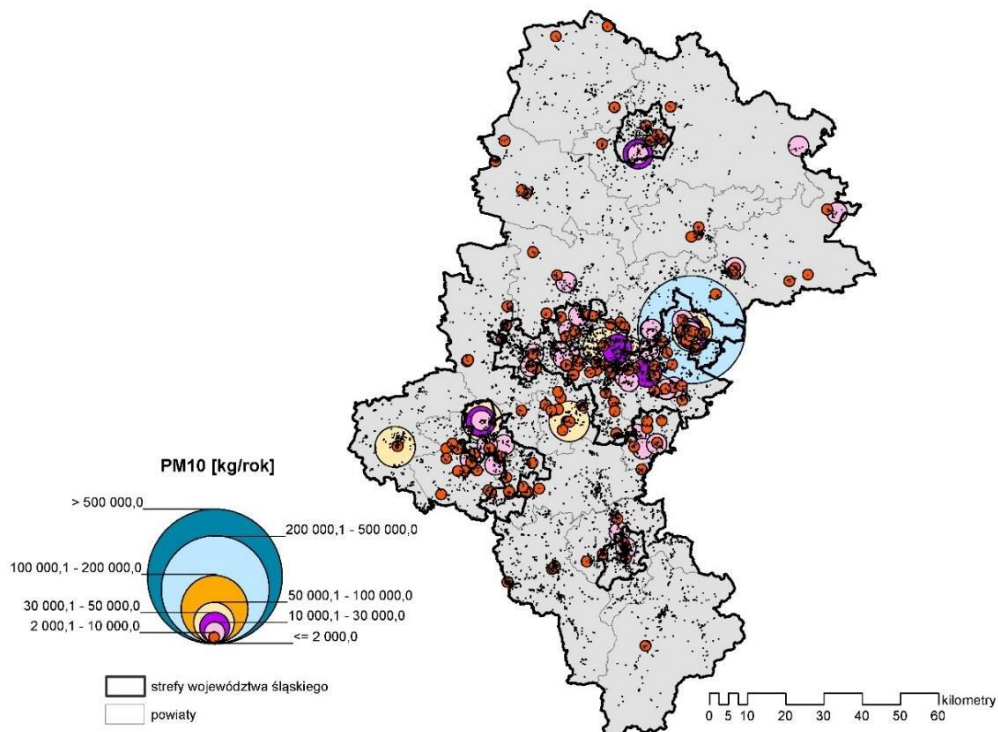 PM10 [kg/rok]
> 500 000,0
200 000,1 - 500 000,0
100 000,1 - 200 000,0
50 000,1 - 100 000,0
30 000,1 - 50 000,0
10 000,1 - 30 000,0
2 000,1 - 10 000,0
<= 2 000,0
strefy województwa śląskiego
powiaty
kilometry
0 5 10 20 30 40 50 60